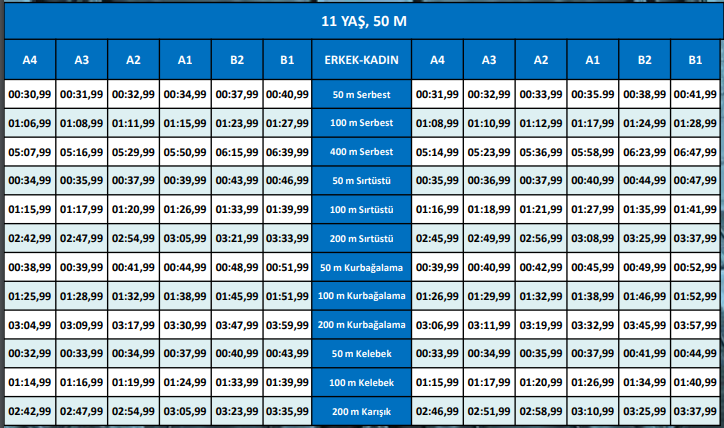 11 YAŞ, 50 M
A4 A3 A2 A1 B2 B1 ERKEK-KADIN A4 A3 A2 A1 B2 B1
00:30,99 00:31,99 00:32,99 00:34,99 00:37,99 00:40,99 50 m Serbest 00:31,99 00:32,99 00:33,99 00:35.99 00:38,99 00:41,99
01:06,99 01:08,99 01:11,99 01:15,99 01:23,99 01:27,99 100 m Serbest 01:08,99 01:10,99 01:12,99 01:17,99 01:24,99 01:28,99
05:07,99 05:16,99 05:29,99 05:50,99 06:15,99 06:39,99 400 m Serbest 05:14,99 05:23,99 05:36,99 05:58,99 06:23,99 06:47,99
00:34,99 00:35,99 00:37,99 00:39,99 00:43,99 00:46,99 50 m Sırtüstü 00:35,99 00:36,99 00:37,99 00:40,99 00:44,99 00:47,99
01:15,99 01:17,99 01:20,99 01:26,99 01:33,99 01:39,99 100 m Sırtüstü 01:16,99 01:18,99 01:21,99 01:27,99 01:35,99 01:41,99
02:42,99 02:47,99 02:54,99 03:05,99 03:21,99 03:33,99 200 m Sırtüstü 02:45,99 02:49,99 02:56,99 03:08,99 03:25,99 03:37,99
00:38,99 00:39,99 00:41,99 00:44,99 00:48,99 00:51,99 50 m Kurbağalama 00:39,99 00:40,99 00:42,99 00:45,99 00:49,99 00:52,99
01:25,99 01:28,99 01:32,99 01:38,99 01:45,99 01:51,99 100 m Kurbağalama 01:26,99 01:29,99 01:32,99 01:38,99 01:46,99 01:52,99
03:04,99 03:09,99 03:17,99 03:30,99 03:47,99 03:59,99 200 m Kurbağalama 03:06,99 03:11,99 03:19,99 03:32,99 03:45,99 03:57,99
00:32,99 00:33,99 00:34,99 00:37,99 00:40,99 00:43,99 50 m Kelebek 00:33,99 00:34,99 00:35,99 00:37,99 00:41,99 00:44,99
01:14,99 01:16,99 01:19,99 01:24,99 01:33,99 01:39,99 100 m Kelebek 01:15,99 01:17,99 01:20,99 01:26,99 01:34,99 01:40,99
02:42,99 02:47,99 02:54,99 03:05,99 03:23,99 03:35,99 200 m Karışık 02:46,99 02:51,99 02:58,99 03:10,99 03:25,99 03:37,99